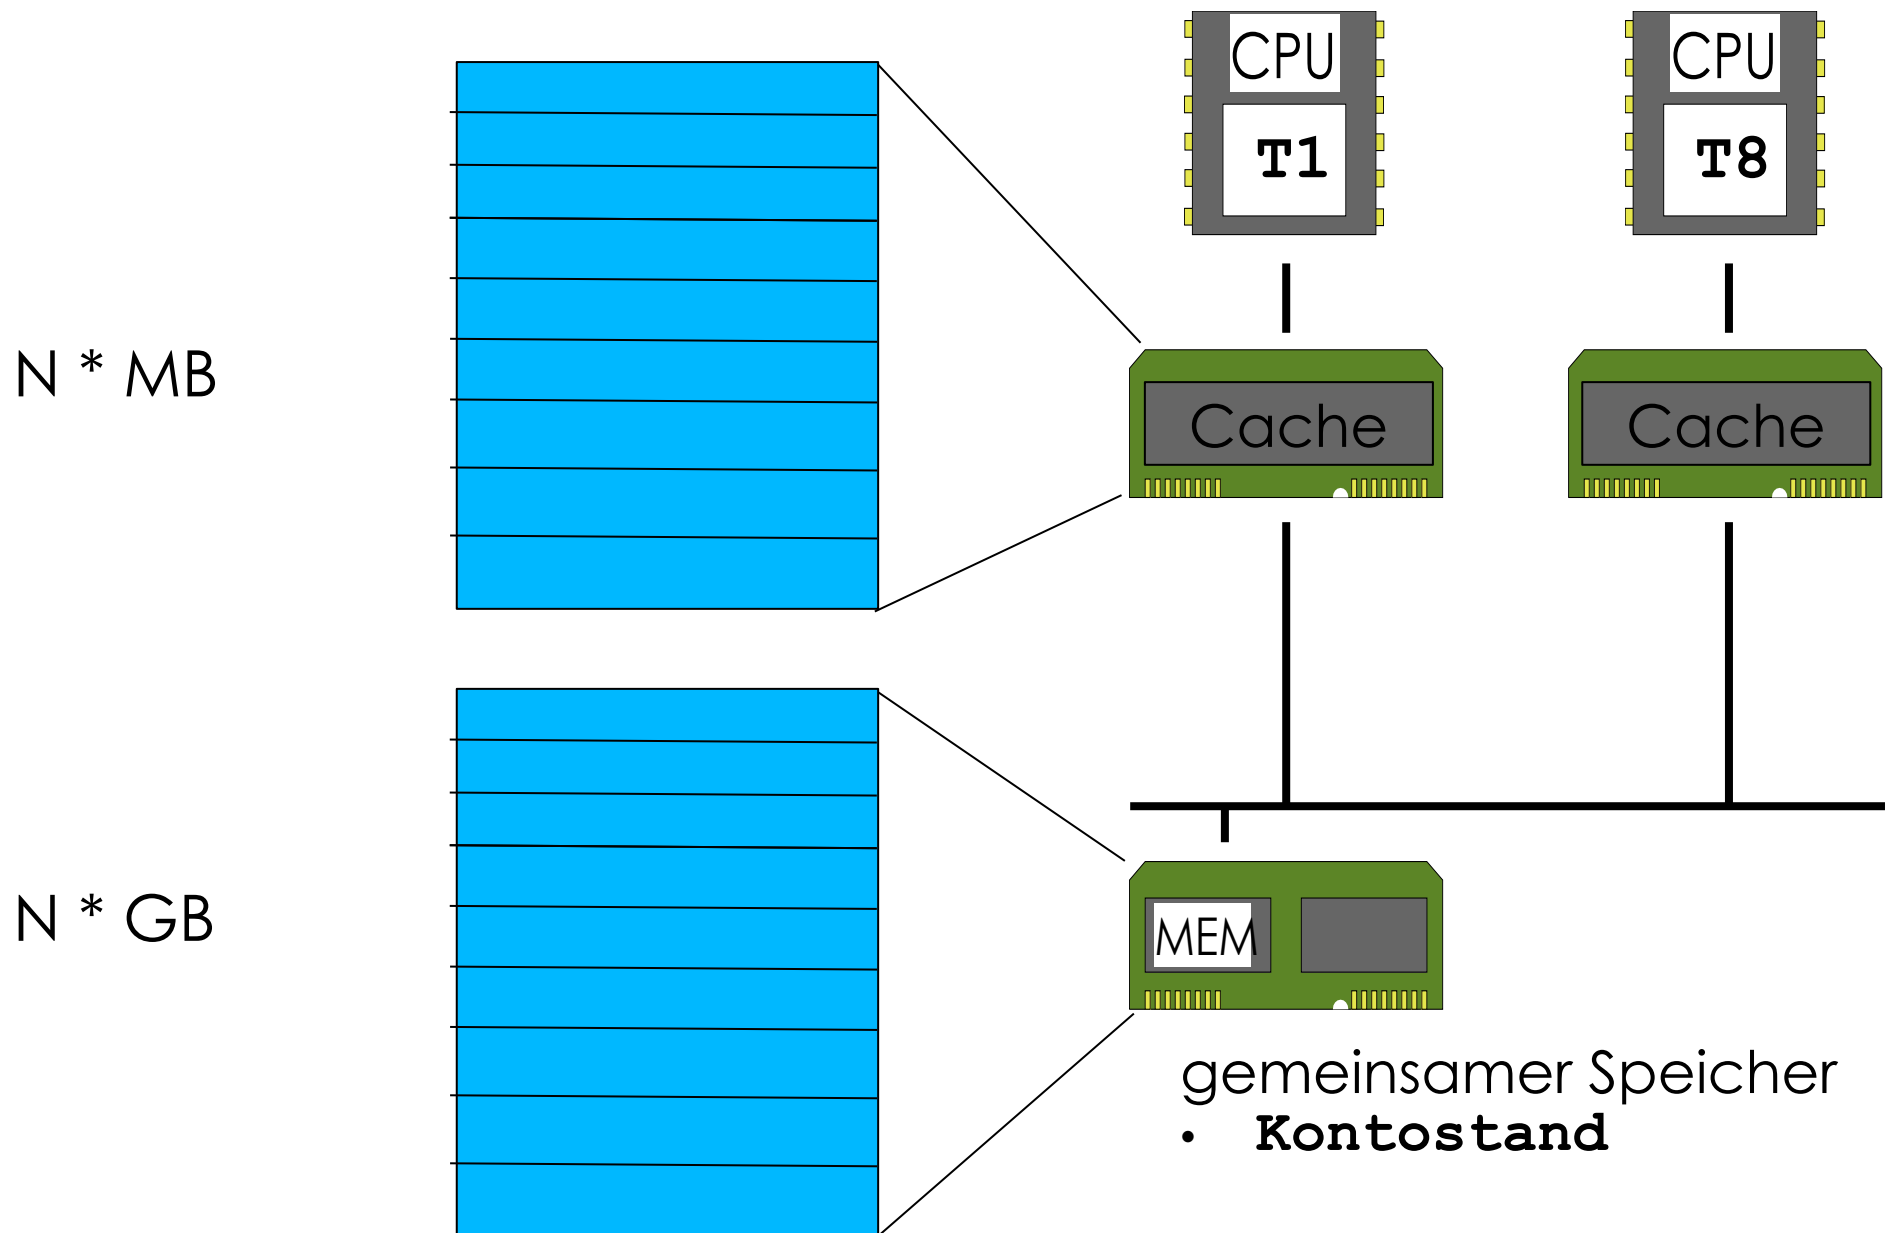 CPU
CPU
T1
T8
N * MB
Cache
Cache
N * GB
MEM
gemeinsamer Speicher
• Kontostand